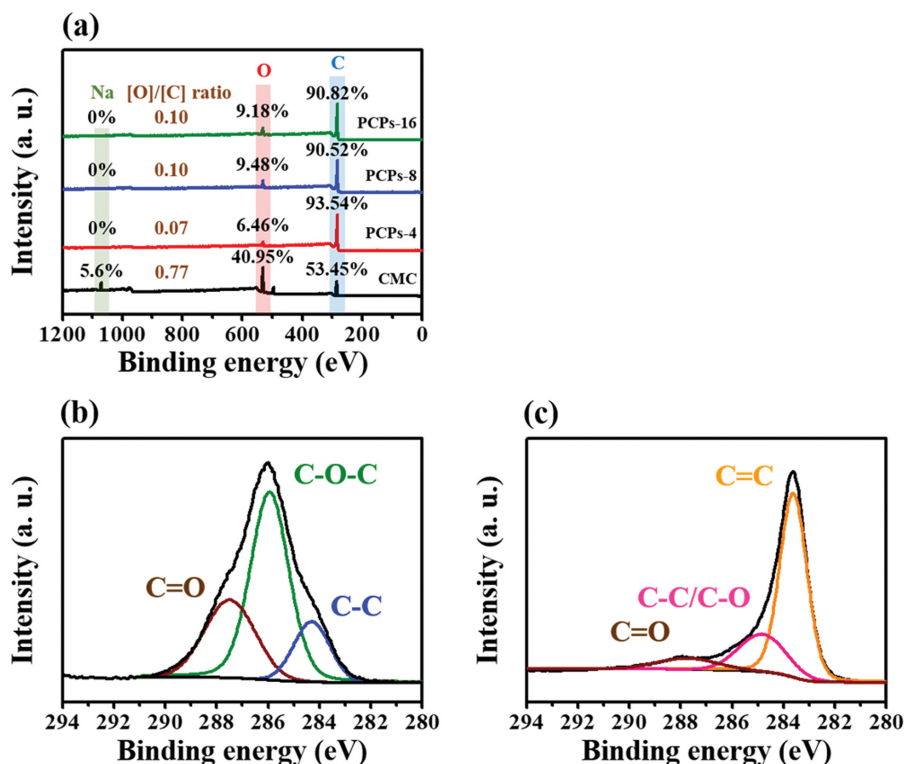 (a)
Na [O]/[C] ratio O C
0% 0.10 9.18% 90.82% PCPs-16
0% 0.10 9.48% 90.52% PCPs-8
0% 0.07 6.46% 93.54% PCPs-4
5.6% 0.77 40.95% 53.45% CMC
Intensity (a. u.)
1200 1000 800 600 400 200 0
Binding energy (eV)
(b)
C-O-C
C=O
C-C
Intensity (a. u.)
294 292 290 288 286 284 282 280
Binding energy (eV)
(c)
C=C
C-C/C-O
C=O
Intensity (a. u.)
294 292 290 288 286 284 282 280
Binding energy (eV)